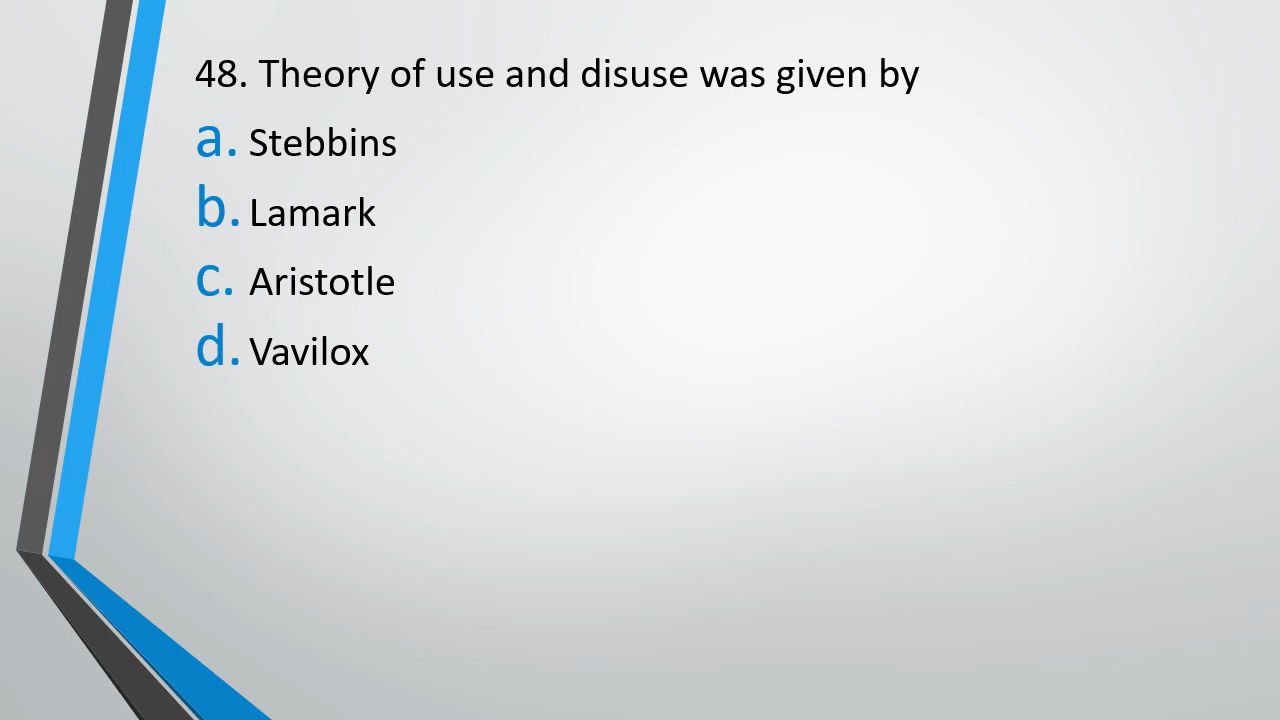 48. Theory of use and disuse was given by
a. Stebbins
b. Lamark
c. Aristotle
d. Vavilox